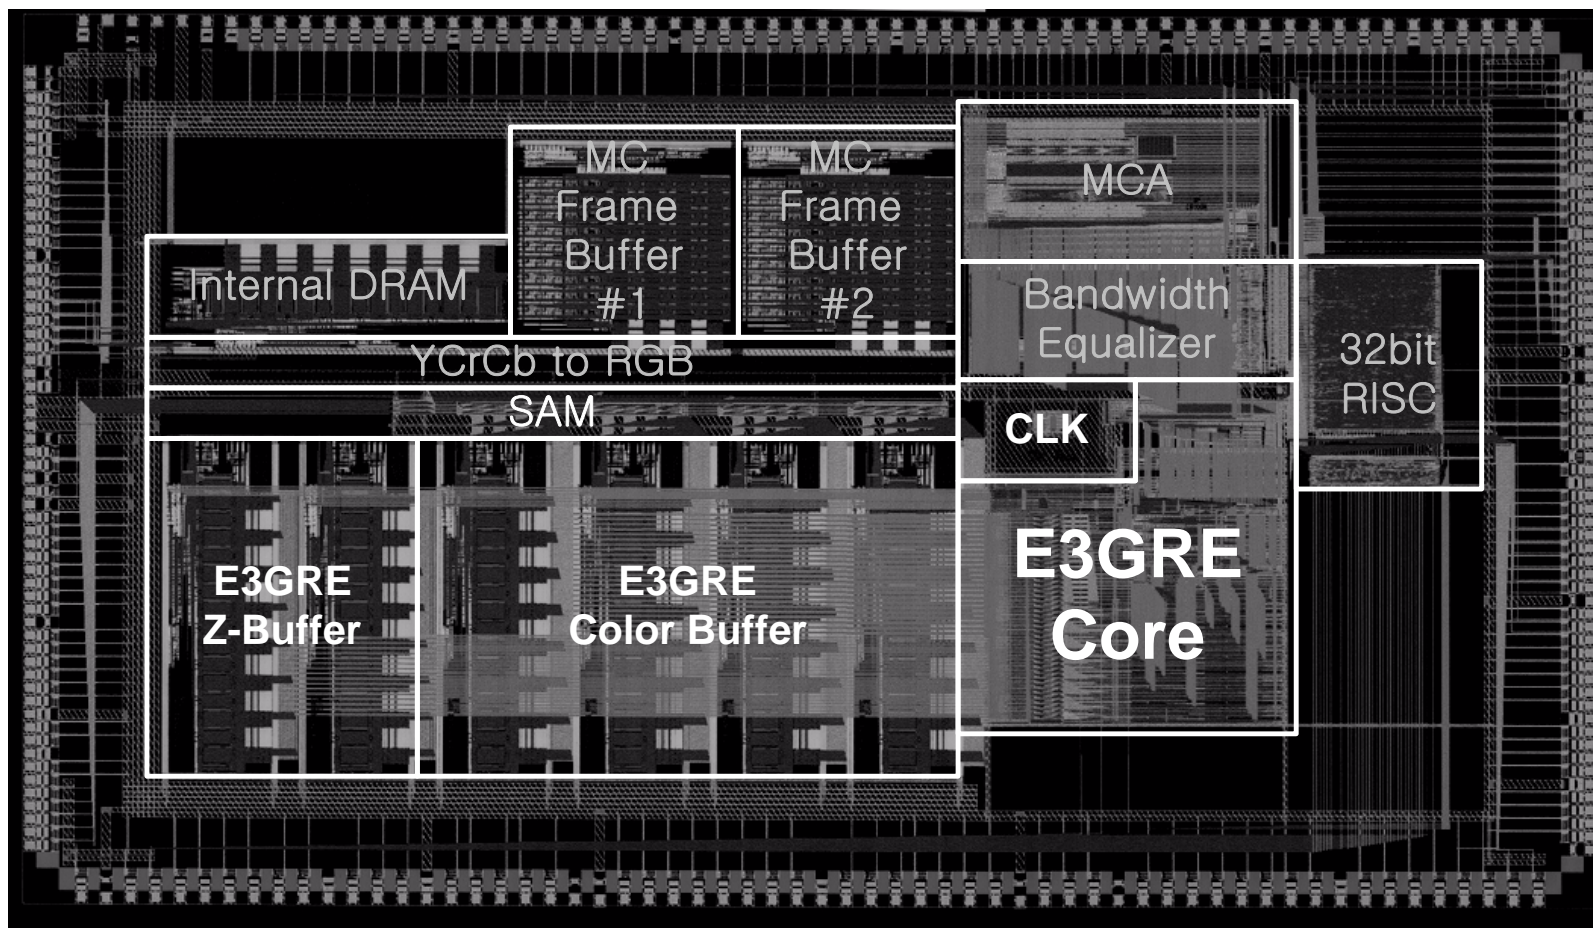 MC
Frame
Buffer
#1
MC
Frame
Buffer
#2
MCA
Internal DRAM
Bandwidth
Equalizer
32bit
RISC
YCrCb to RGB
SAM
CLK
E3GRE
Z-Buffer
E3GRE
Color Buffer
E3GRE
Core